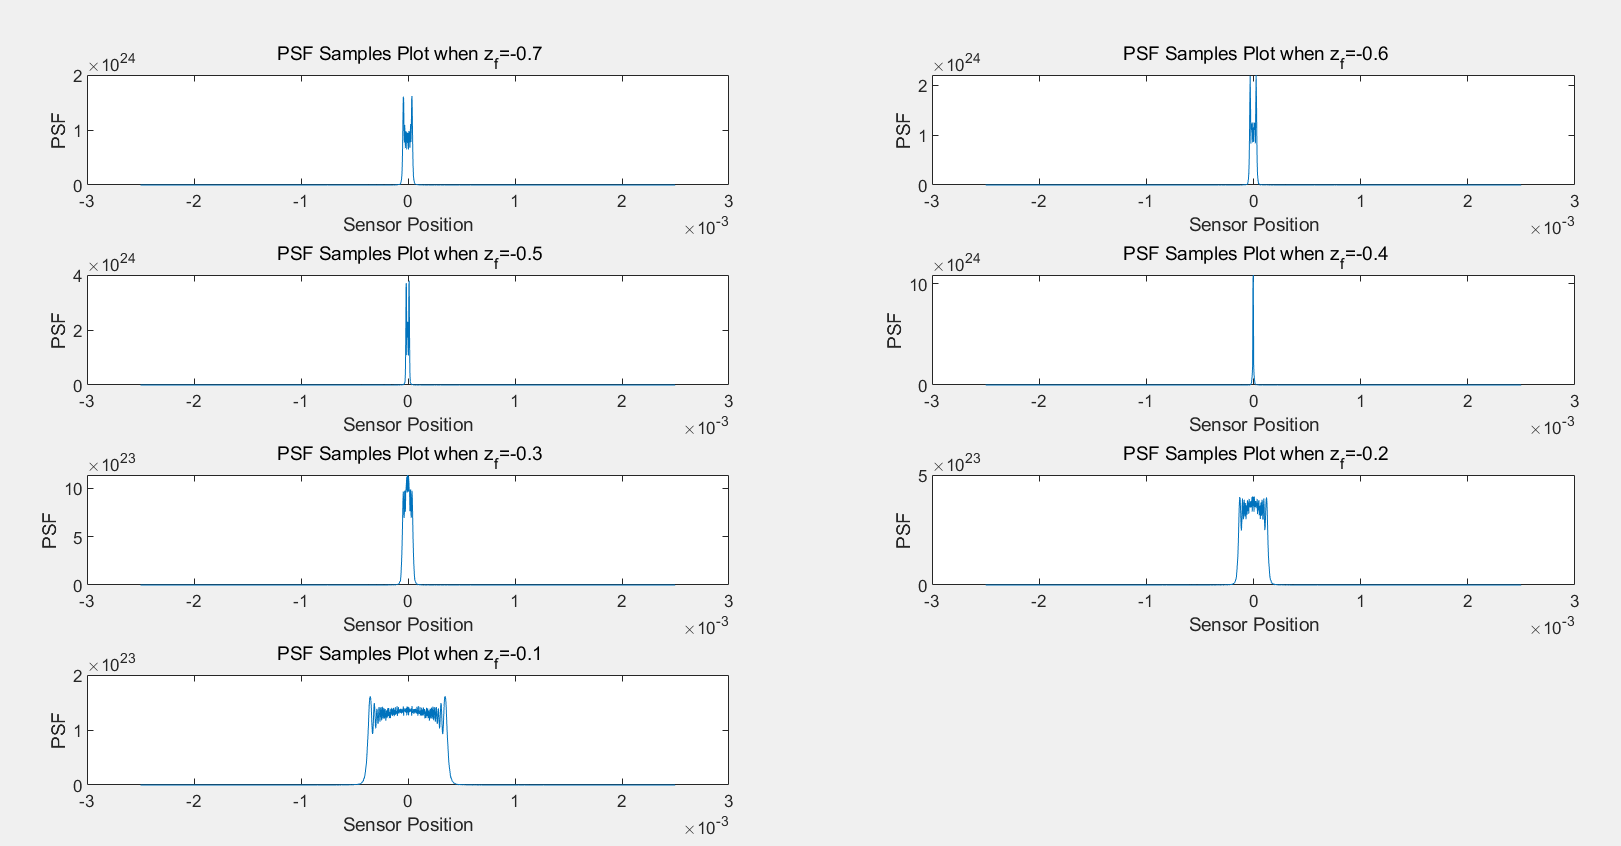 PSF Samples Plot when z_f=-0.7
×10^24
2
1
0
PSF
-3 -2 -1 0 1 2 3
Sensor Position
×10^-3
PSF Samples Plot when z_f=-0.6
×10^24
2
1
0
PSF
-3 -2 -1 0 1 2 3
Sensor Position
×10^-3
PSF Samples Plot when z_f=-0.5
×10^24
4
2
0
PSF
-3 -2 -1 0 1 2 3
Sensor Position
×10^-3
PSF Samples Plot when z_f=-0.4
×10^24
10
0
PSF
-3 -2 -1 0 1 2 3
Sensor Position
×10^-3
PSF Samples Plot when z_f=-0.3
×10^23
10
5
0
PSF
-3 -2 -1 0 1 2 3
Sensor Position
×10^-3
PSF Samples Plot when z_f=-0.2
×10^23
5
0
PSF
-3 -2 -1 0 1 2 3
Sensor Position
×10^-3
PSF Samples Plot when z_f=-0.1
×10^23
2
1
0
PSF
-3 -2 -1 0 1 2 3
Sensor Position
×10^-3